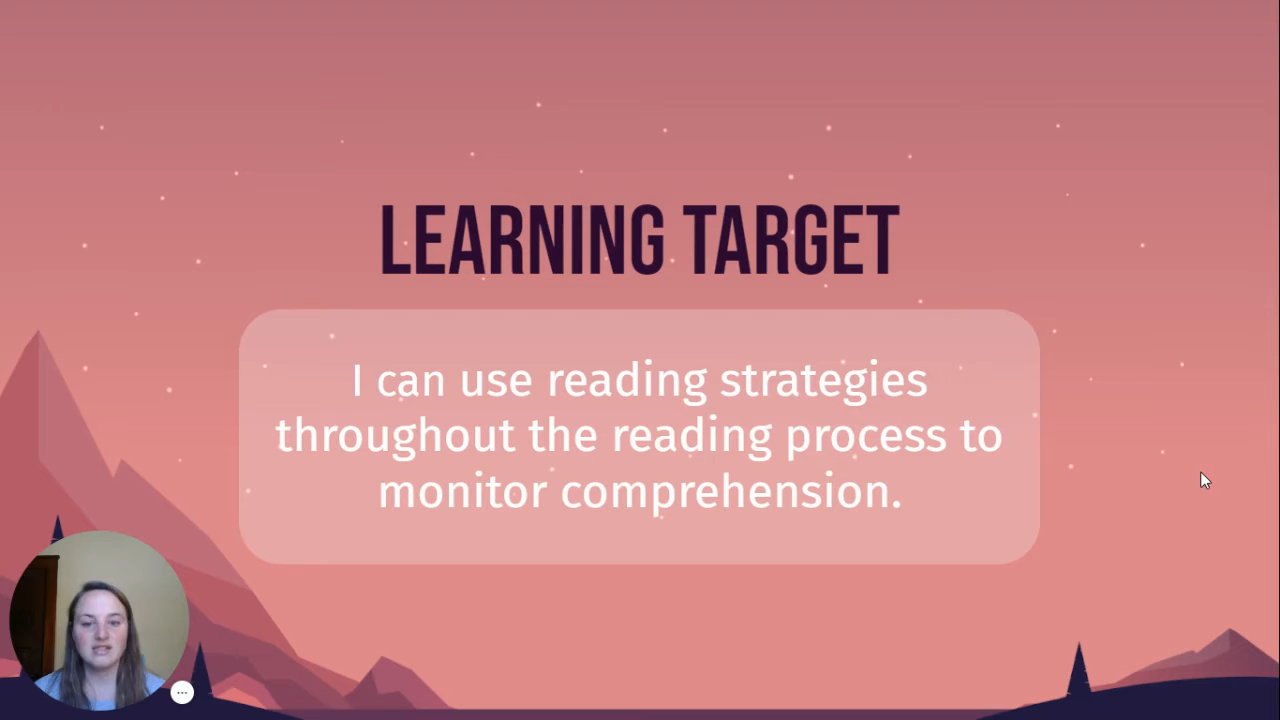 LEARNING TARGET
I can use reading strategies
throughout the reading process to
monitor comprehension.